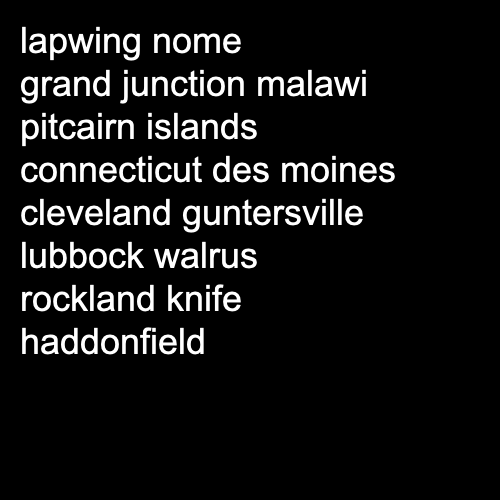 lapwing nome
grand junction malawi
pitcairn islands
connecticut des moines
cleveland guntersville
lubbock walrus
rockland knife
haddonfield